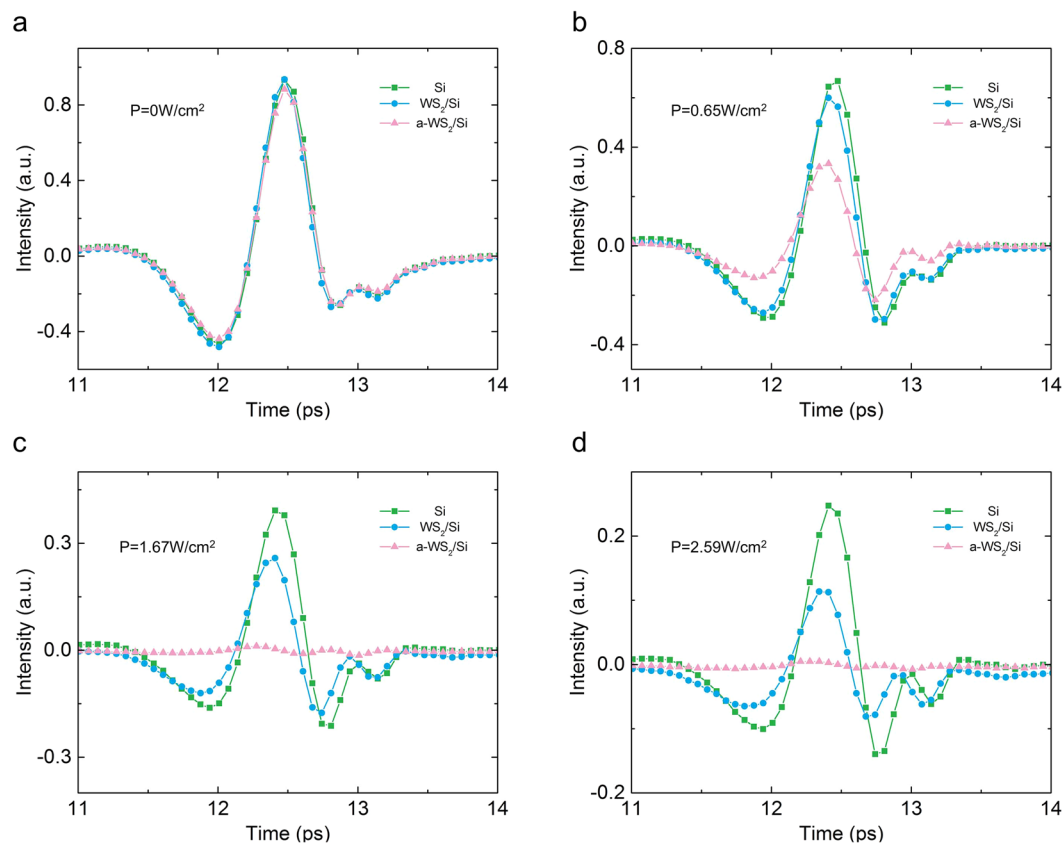 a
P=0W/cm²
Si
WS₂/Si
a-WS₂/Si
0.8
0.4
0.0
-0.4
Intensity (a.u.)
11
12
13
14
Time (ps)
b
P=0.65W/cm²
Si
WS₂/Si
a-WS₂/Si
0.8
0.4
0.0
-0.4
Intensity (a.u.)
11
12
13
14
Time (ps)
c
P=1.67W/cm²
Si
WS₂/Si
a-WS₂/Si
0.3
0.0
-0.3
Intensity (a.u.)
11
12
13
14
Time (ps)
d
P=2.59W/cm²
Si
WS₂/Si
a-WS₂/Si
0.2
0.0
-0.2
Intensity (a.u.)
11
12
13
14
Time (ps)